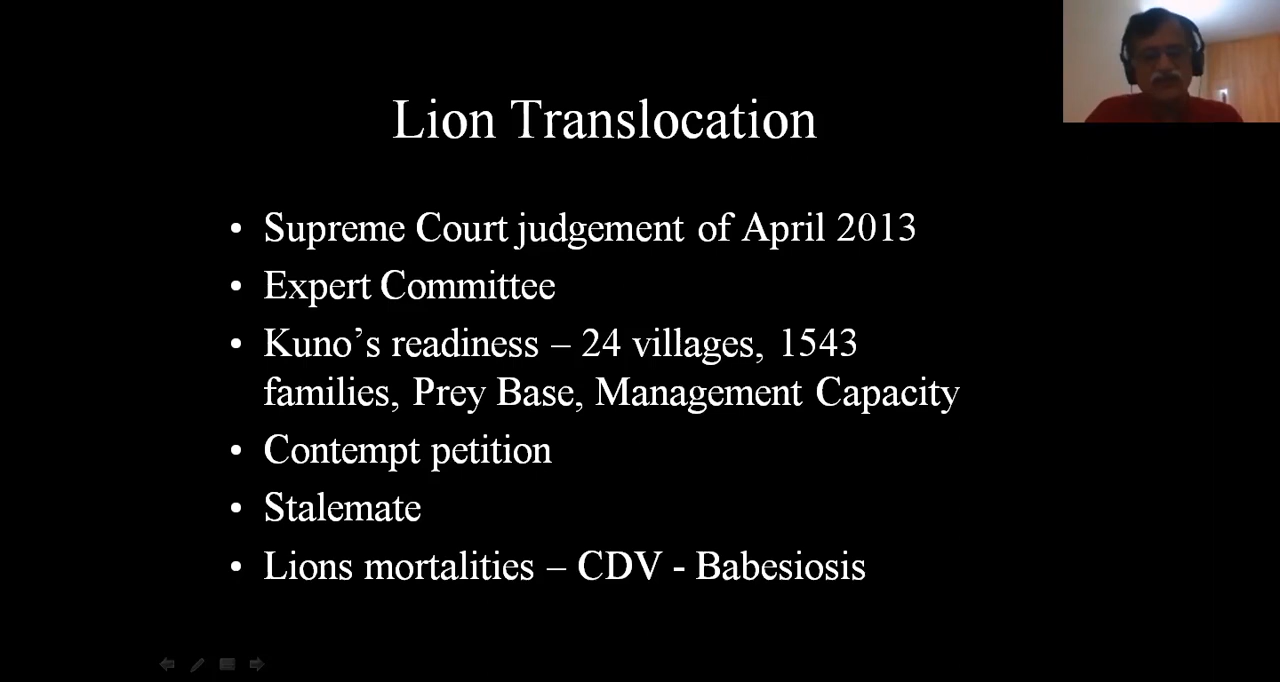 Lion Translocation
• Supreme Court judgement of April 2013
• Expert Committee
• Kuno’s readiness – 24 villages, 1543
families, Prey Base, Management Capacity
• Contempt petition
• Stalemate
• Lions mortalities – CDV - Babesiosis